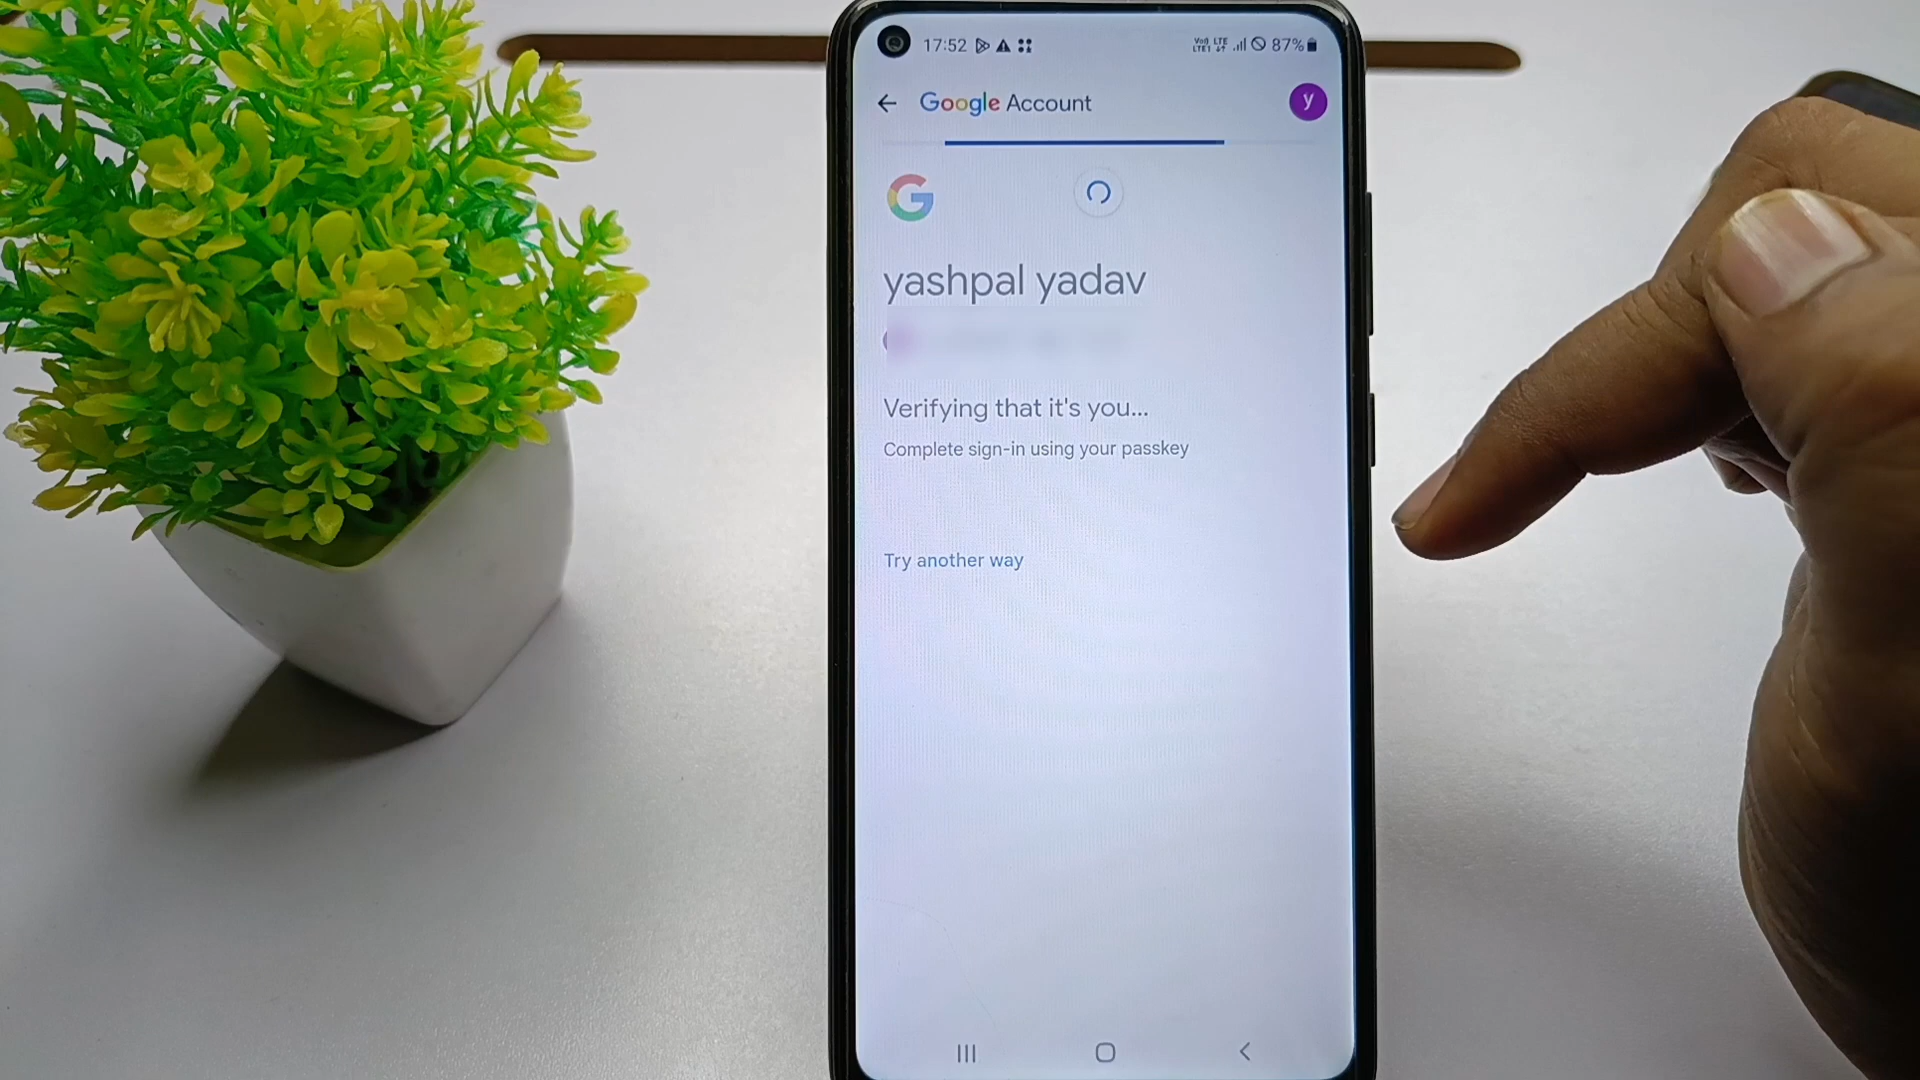 17:52 87%
Google Account
y
G
yashpal yadav
Verifying that it's you...
Complete sign-in using your passkey
Try another way